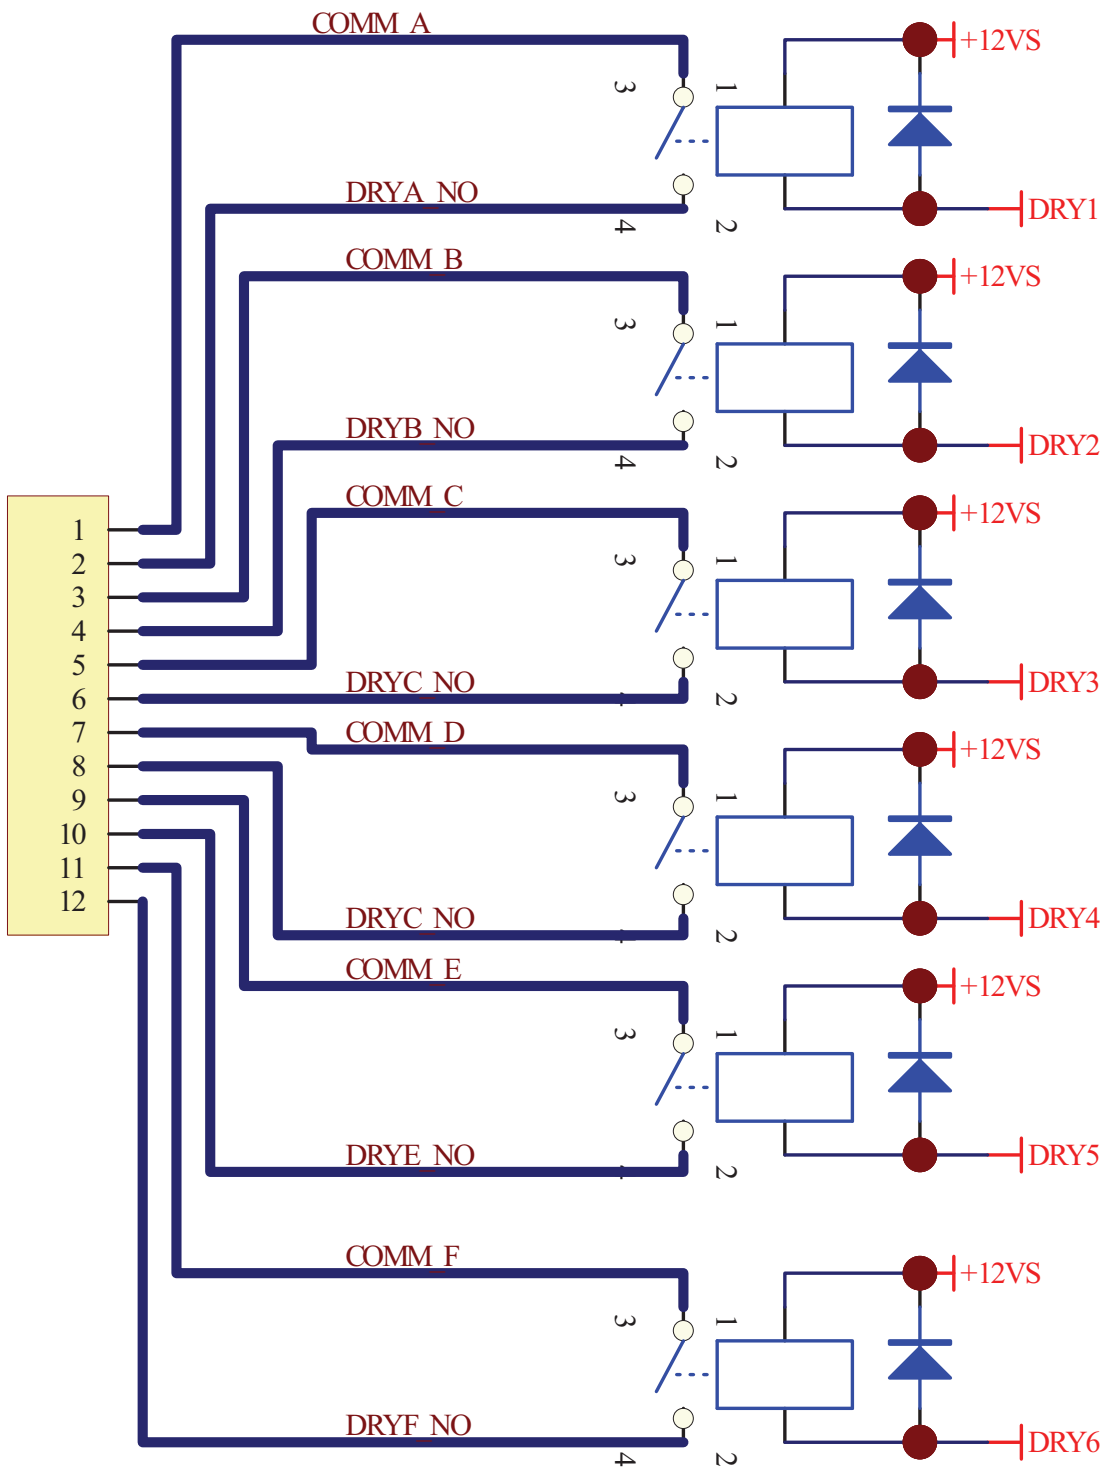 COMM_A
+12VS
3
1
DRYA_NO
DRY1
4
2
COMM_B
+12VS
3
1
DRYB_NO
DRY2
4
2
COMM_C
+12VS
1
2
3
4
5
6
7
8
9
10
11
12
3
1
DRYC_NO
DRY3
4
2
COMM_D
+12VS
3
1
DRYC_NO
DRY4
4
2
COMM_E
+12VS
3
1
DRYE_NO
DRY5
4
2
COMM_F
+12VS
3
1
DRYF_NO
DRY6
4
2